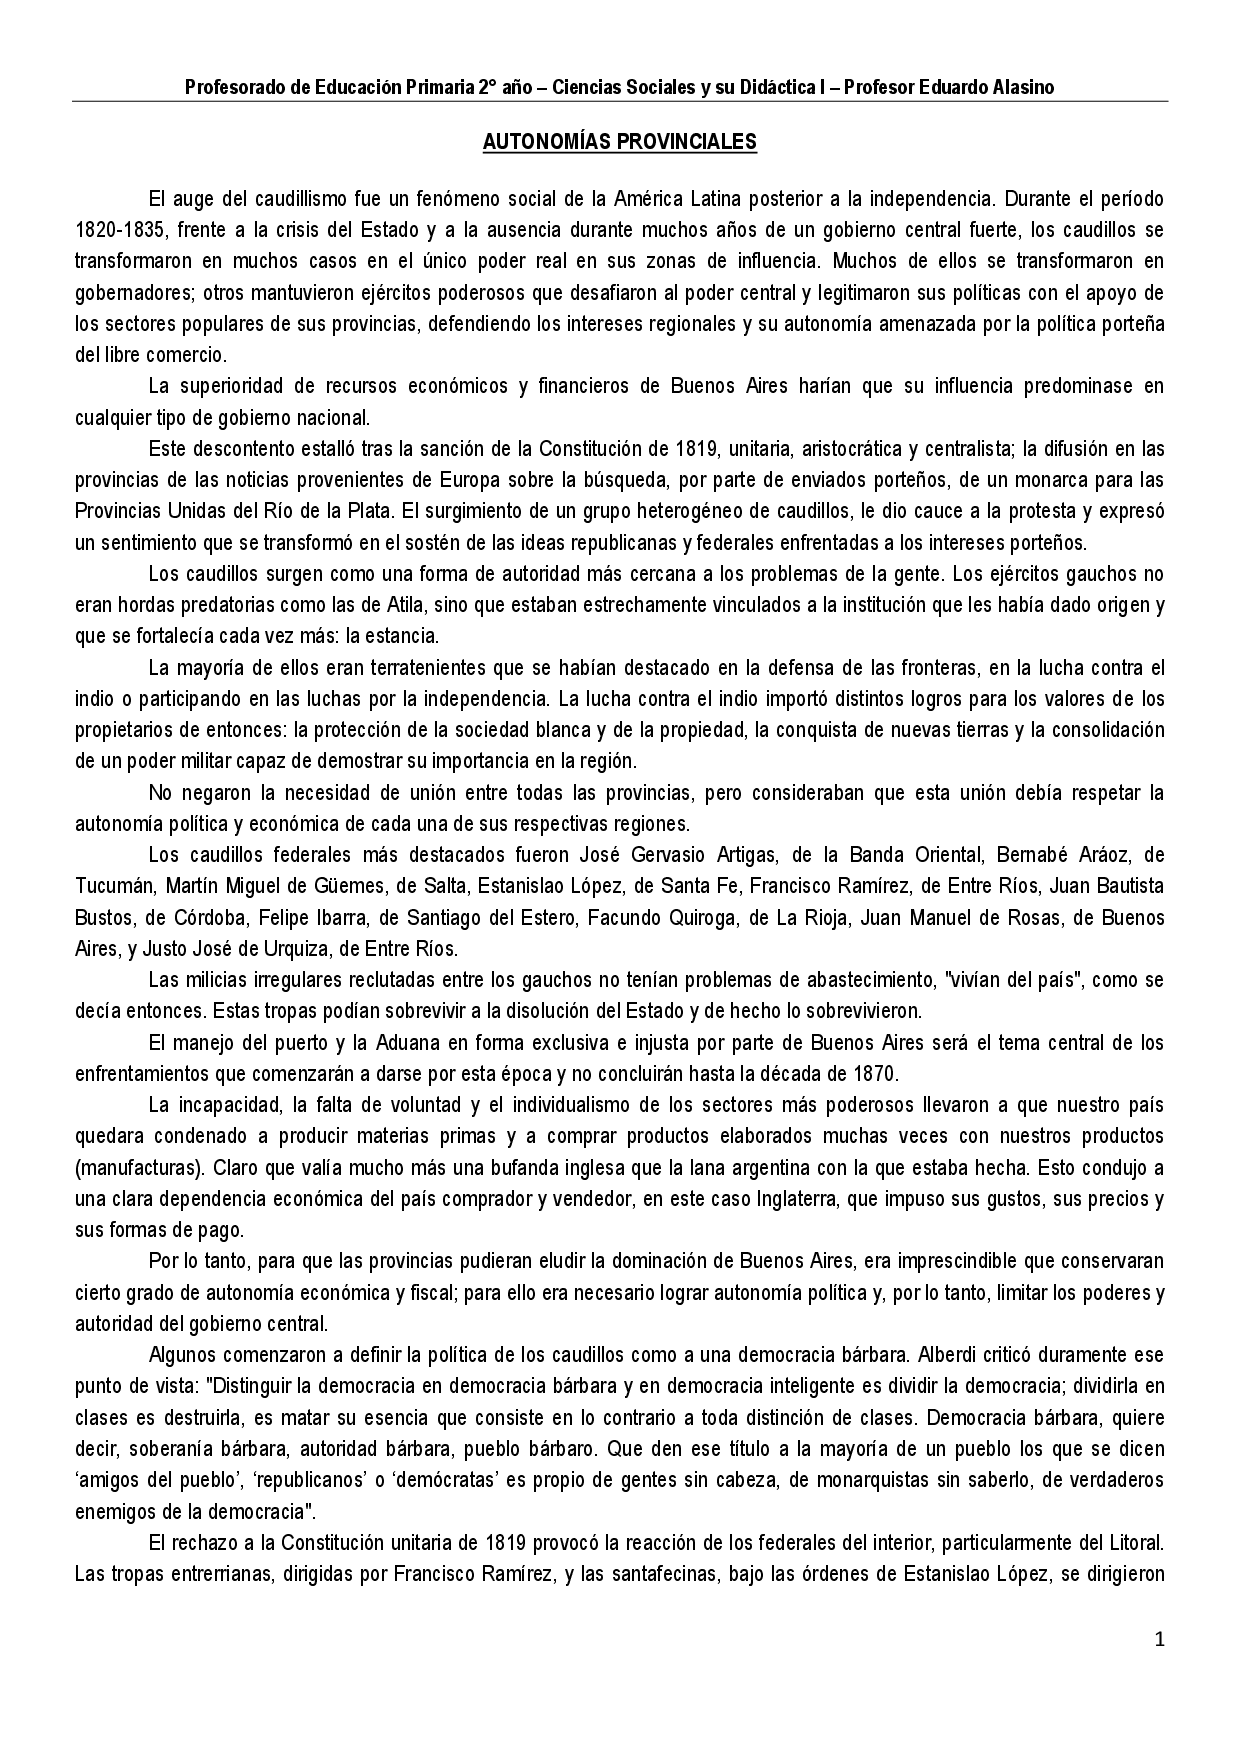 Profesorado de Educación Primaria 2° año – Ciencias Sociales y su Didáctica I – Profesor Eduardo Alasino
AUTONOMÍAS PROVINCIALES
El auge del caudillismo fue un fenómeno social de la América Latina posterior a la independencia. Durante el período
1820-1835, frente a la crisis del Estado y a la ausencia durante muchos años de un gobierno central fuerte, los caudillos se
transformaron en muchos casos en el único poder real en sus zonas de influencia. Muchos de ellos se transformaron en
gobernadores; otros mantuvieron ejércitos poderosos que desafiaron al poder central y legitimaron sus políticas con el apoyo de
los sectores populares de sus provincias, defendiendo los intereses regionales y su autonomía amenazada por la política porteña
del libre comercio.
La superioridad de recursos económicos y financieros de Buenos Aires harían que su influencia predominase en
cualquier tipo de gobierno nacional.
Este descontento estalló tras la sanción de la Constitución de 1819, unitaria, aristocrática y centralista; la difusión en las
provincias de las noticias provenientes de Europa sobre la búsqueda, por parte de enviados porteños, de un monarca para las
Provincias Unidas del Río de la Plata. El surgimiento de un grupo heterogéneo de caudillos, le dio cauce a la protesta y expresó
un sentimiento que se transformó en el sostén de las ideas republicanas y federales enfrentadas a los intereses porteños.
Los caudillos surgen como una forma de autoridad más cercana a los problemas de la gente. Los ejércitos gauchos no
eran hordas predatorias como las de Atila, sino que estaban estrechamente vinculados a la institución que les había dado origen y
que se fortalecía cada vez más: la estancia.
La mayoría de ellos eran terratenientes que se habían destacado en la defensa de las fronteras, en la lucha contra el
indio o participando en las luchas por la independencia. La lucha contra el indio importó distintos logros para los valores de los
propietarios de entonces: la protección de la sociedad blanca y de la propiedad, la conquista de nuevas tierras y la consolidación
de un poder militar capaz de demostrar su importancia en la región.
No negaron la necesidad de unión entre todas las provincias, pero consideraban que esta unión debía respetar la
autonomía política y económica de cada una de sus respectivas regiones.
Los caudillos federales más destacados fueron José Gervasio Artigas, de la Banda Oriental, Bernabé Aráoz, de
Tucumán, Martín Miguel de Güemes, de Salta, Estanislao López, de Santa Fe, Francisco Ramírez, de Entre Ríos, Juan Bautista
Bustos, de Córdoba, Felipe Ibarra, de Santiago del Estero, Facundo Quiroga, de La Rioja, Juan Manuel de Rosas, de Buenos
Aires, y Justo José de Urquiza, de Entre Ríos.
Las milicias irregulares reclutadas entre los gauchos no tenían problemas de abastecimiento, "vivían del país", como se
decía entonces. Estas tropas podían sobrevivir a la disolución del Estado y de hecho lo sobrevivieron.
El manejo del puerto y la Aduana en forma exclusiva e injusta por parte de Buenos Aires será el tema central de los
enfrentamientos que comenzarán a darse por esta época y no concluirán hasta la década de 1870.
La incapacidad, la falta de voluntad y el individualismo de los sectores más poderosos llevaron a que nuestro país
quedara condenado a producir materias primas y a comprar productos elaborados muchas veces con nuestros productos
(manufacturas). Claro que valía mucho más una bufanda inglesa que la lana argentina con la que estaba hecha. Esto condujo a
una clara dependencia económica del país comprador y vendedor, en este caso Inglaterra, que impuso sus gustos, sus precios y
sus formas de pago.
Por lo tanto, para que las provincias pudieran eludir la dominación de Buenos Aires, era imprescindible que conservaran
cierto grado de autonomía económica y fiscal; para ello era necesario lograr autonomía política y, por lo tanto, limitar los poderes y
autoridad del gobierno central.
Algunos comenzaron a definir la política de los caudillos como a una democracia bárbara. Alberdi criticó duramente ese
punto de vista: "Distinguir la democracia en democracia bárbara y en democracia inteligente es dividir la democracia; dividirla en
clases es destruirla, es matar su esencia que consiste en lo contrario a toda distinción de clases. Democracia bárbara, quiere
decir, soberanía bárbara, autoridad bárbara, pueblo bárbaro. Que den ese título a la mayoría de un pueblo los que se dicen
‘amigos del pueblo’, ‘republicanos’ o ‘demócratas’ es propio de gentes sin cabeza, de monarquistas sin saberlo, de verdaderos
enemigos de la democracia".
El rechazo a la Constitución unitaria de 1819 provocó la reacción de los federales del interior, particularmente del Litoral.
Las tropas entrerrianas, dirigidas por Francisco Ramírez, y las santafecinas, bajo las órdenes de Estanislao López, se dirigieron
1